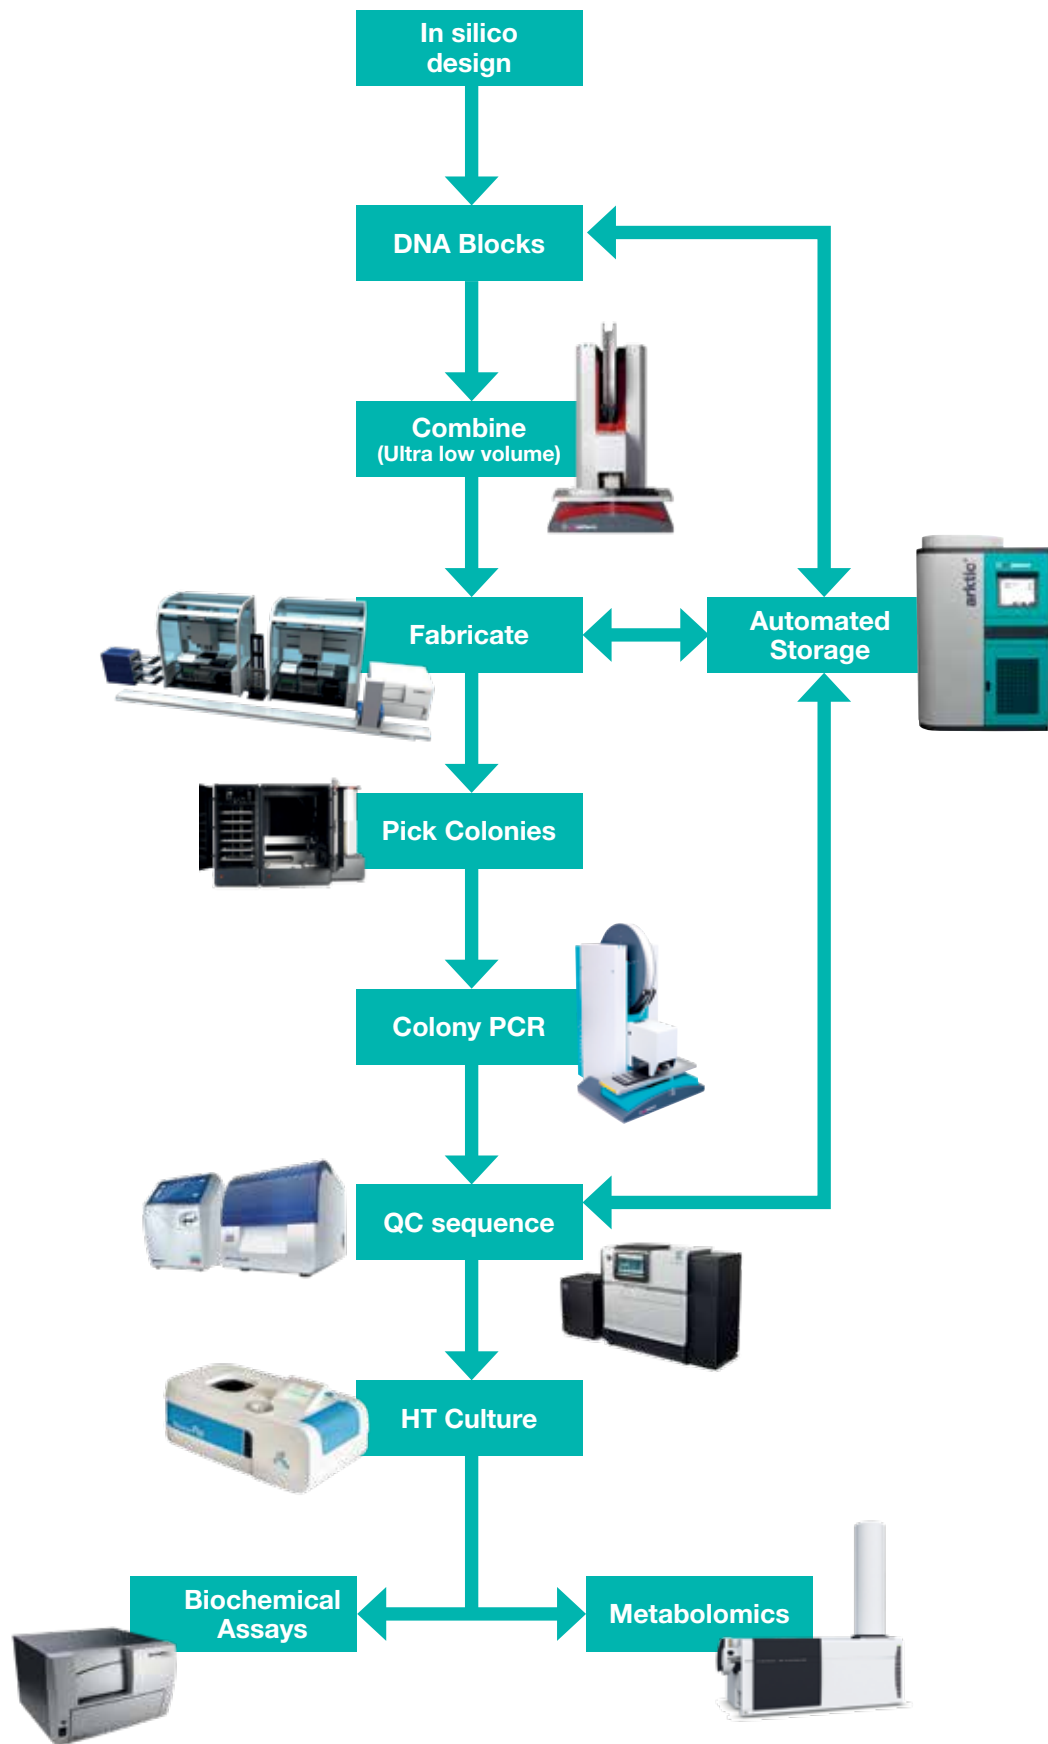 In silico
design
DNA Blocks
Combine
(Ultra low volume)
Fabricate
Automated
Storage
arktic
Pick Colonies
Colony PCR
QC sequence
HT Culture
Biochemical
Assays
Metabolomics